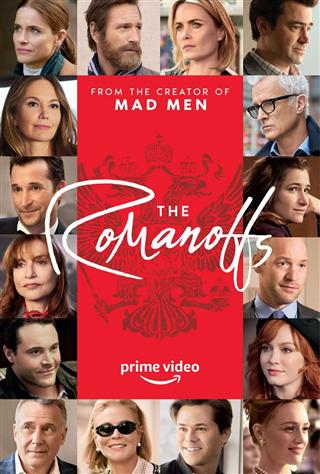 FROM THE CREATOR OF
MAD MEN
THE
Romanoffs
prime video